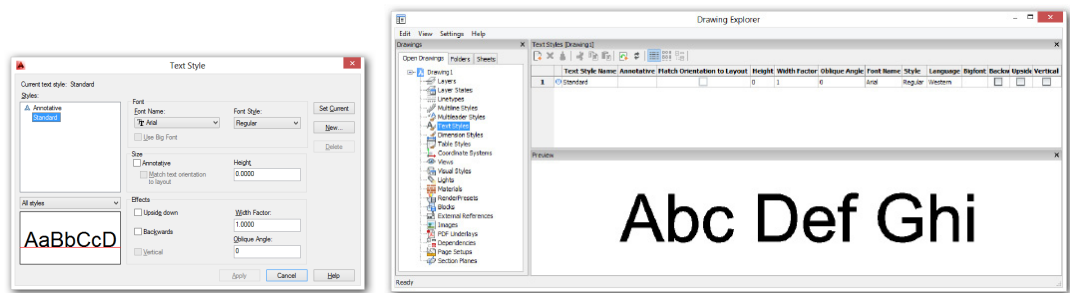 Text Style
Current text style: Standard
Styles:
Annotative
Standard
All styles
AaBbCcD
Font
Font Name:
Arial
Font Style:
Regular
Use Big Font
Size
Annotative
Match text orientation
to layout
Height
0.0000
Effects
Upside down
Backwards
Vertical
Width Factor:
1.0000
Oblique Angle:
0
Set Current
New...
Delete
Apply
Cancel
Help
Drawing Explorer
Edit View Settings Help
Drawings
Open Drawings Folders Sheets
Drawing1
Layers
Layer States
Linetypes
Multiline Styles
Multileader Styles
Text Styles
Dimension Styles
Table Styles
Coordinate Systems
Views
Visual Styles
Lights
Materials
RenderPresets
Blocks
External References
Images
PDF Underlays
Dependencies
Page Setups
Section Planes
Text Styles [Drawing1]
Text Style Name Annotative Match Orientation to Layout Height Width Factor Oblique Angle Font Name Style Language Bigfont Backw Upside Vertical
1 Standard 0 1 0 Arial Regular Western
Preview
Abc Def Ghi
Ready